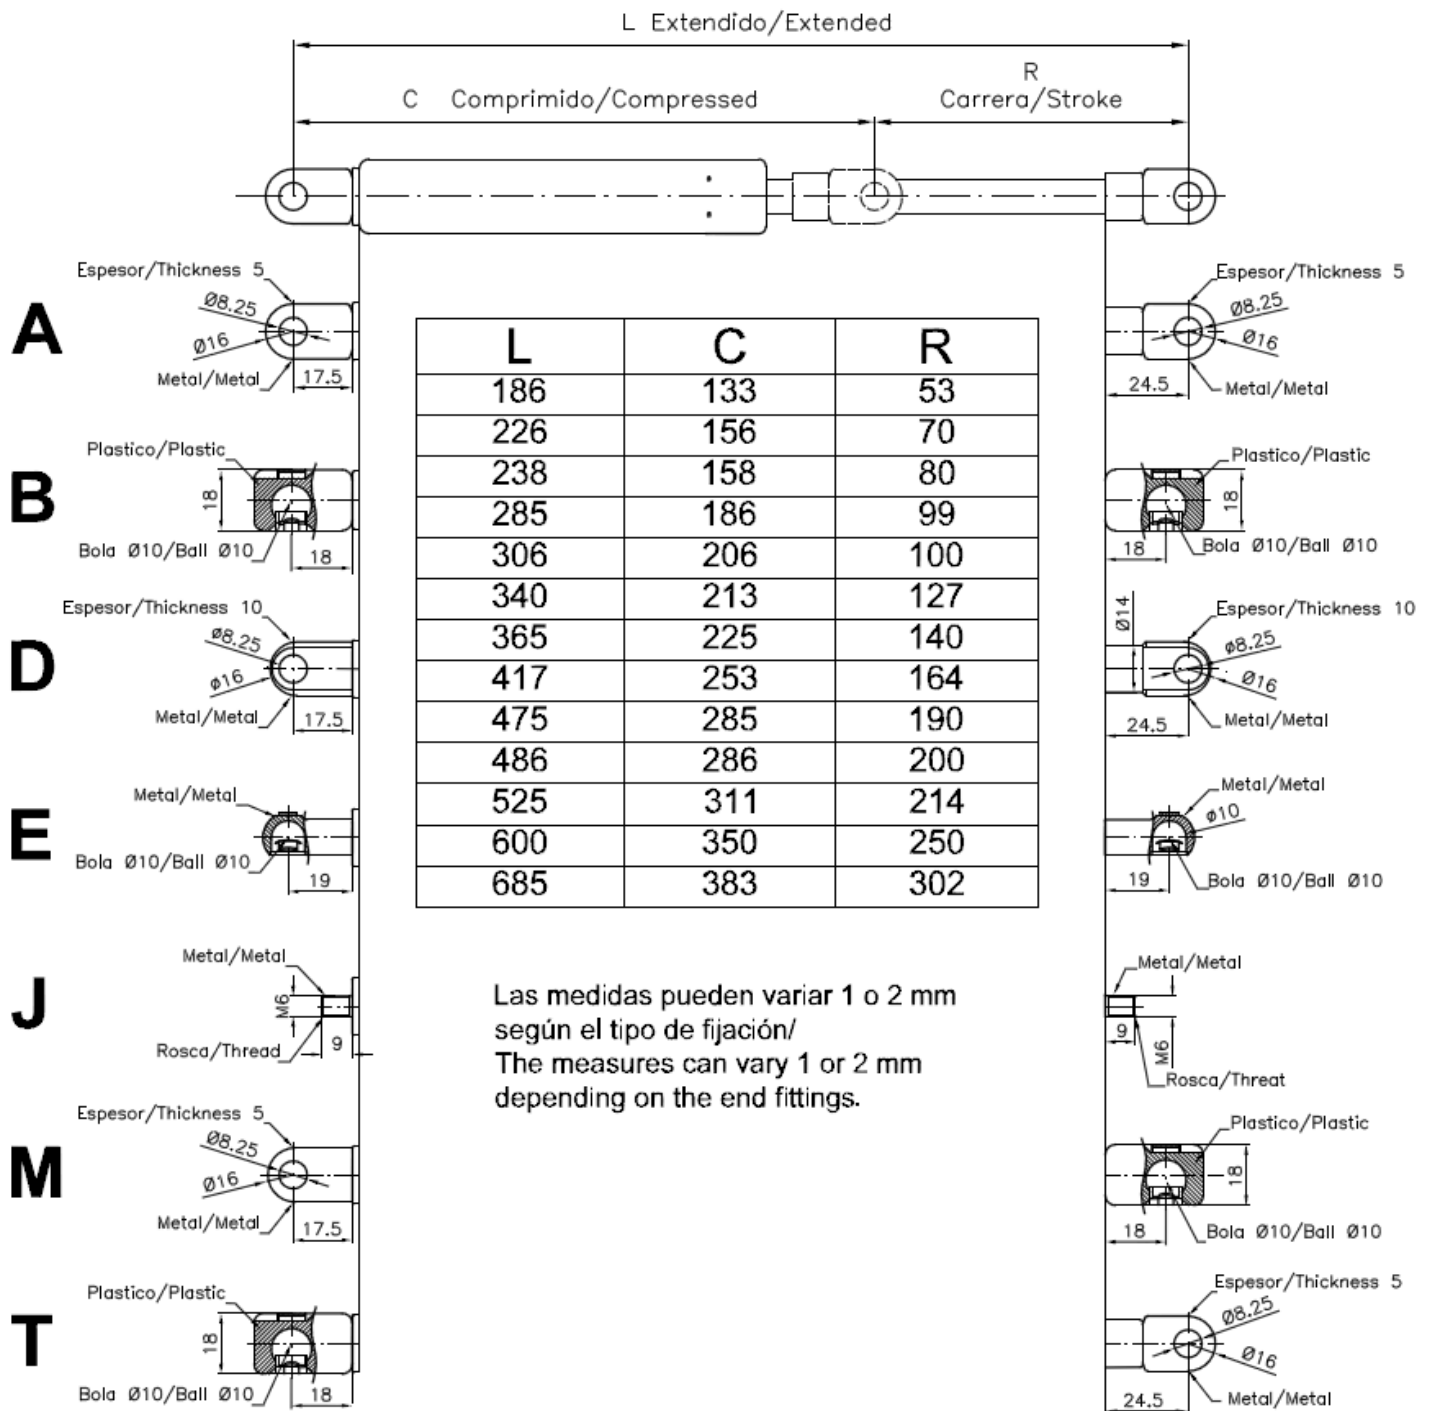 L Extendido/Extended
R
C Comprimido/Compressed
Carrera/Stroke
Espesor/Thickness 5
Ø8.25
Ø16
A
Metal/Metal
17.5
Espesor/Thickness 5
Ø8.25
Ø16
24.5
Metal/Metal
L C R
186 133 53
226 156 70
238 158 80
285 186 99
306 206 100
340 213 127
365 225 140
417 253 164
475 285 190
486 286 200
525 311 214
600 350 250
685 383 302
Plastico/Plastic
B
18
Bola Ø10/Ball Ø10
18
Plastico/Plastic
18
18
Bola Ø10/Ball Ø10
Espesor/Thickness 10
Ø8.25
D
Ø16
Metal/Metal
17.5
Ø14
Espesor/Thickness 10
Ø8.25
Ø16
24.5
Metal/Metal
Metal/Metal
E
Bola Ø10/Ball Ø10
19
Metal/Metal
Ø10
19
Bola Ø10/Ball Ø10
Metal/Metal
J
M6
Rosca/Thread
9
Metal/Metal
9
M6
Rosca/Threat
Las medidas pueden variar 1 o 2 mm
según el tipo de fijación/
The measures can vary 1 or 2 mm
depending on the end fittings.
Espesor/Thickness 5
Ø8.25
M
Ø16
Metal/Metal
17.5
Plastico/Plastic
18
18
Bola Ø10/Ball Ø10
Plastico/Plastic
T
18
Bola Ø10/Ball Ø10
18
Espesor/Thickness 5
Ø8.25
Ø16
24.5
Metal/Metal